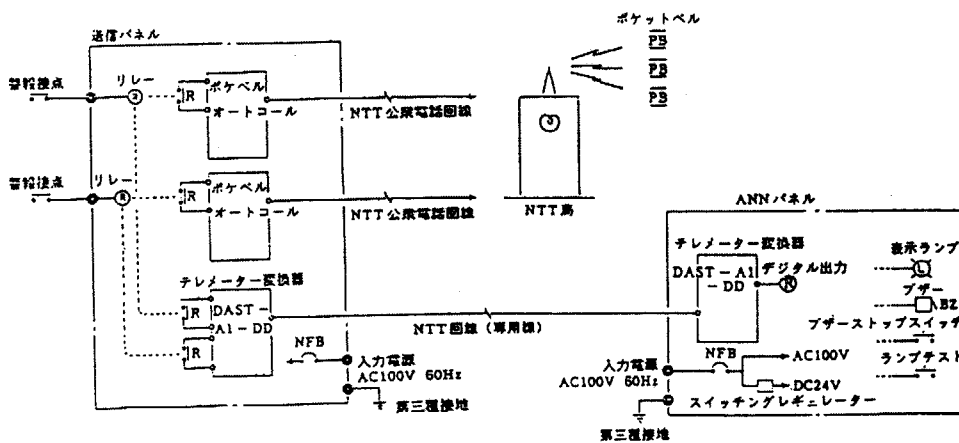 ポケットベル
PB
PB
PB
送信パネル
警報接点
リレー
R
R
ポケベル
オートコール
NTT公衆電話回線
NTT局
警報接点
リレー
R
R
ポケベル
オートコール
NTT公衆電話回線
テレメーター変換器
R
DAST-
A1-DD
R
NFB
入力電源
AC100V 60Hz
第三種接地
NTT回線(専用線)
ANNパネル
テレメーター変換器
DAST-A1
-DD
デジタル出力
R
表示ランプ
L
ブザー
BZ
ブザーストップスイッチ
ランプテスト
入力電源
AC100V 60Hz
NFB
AC100V
DC24V
スイッチングレギュレーター
第三種接地